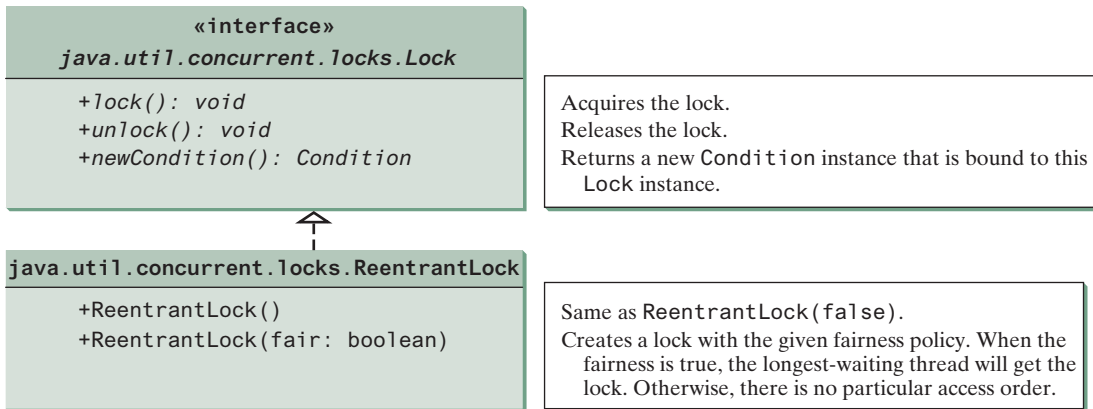 «interface»
java.util.concurrent.locks.Lock
+lock(): void
+unlock(): void
+newCondition(): Condition
Acquires the lock.
Releases the lock.
Returns a new Condition instance that is bound to this
Lock instance.
java.util.concurrent.locks.ReentrantLock
+ReentrantLock()
+ReentrantLock(fair: boolean)
Same as ReentrantLock(false).
Creates a lock with the given fairness policy. When the
fairness is true, the longest-waiting thread will get the
lock. Otherwise, there is no particular access order.